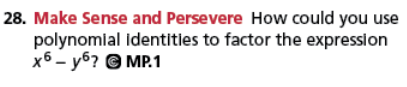 28. Make Sense and Persevere How could you use
polynomial identities to factor the expression
x⁶ – y⁶? © MP.1